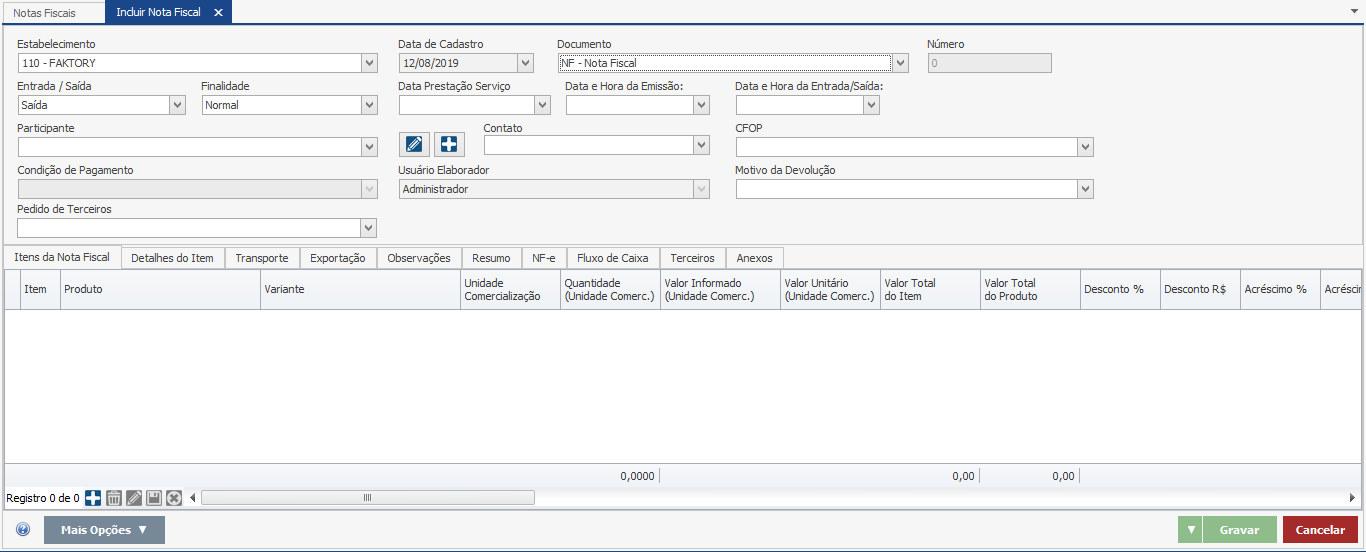 Notas Fiscais
Incluir Nota Fiscal
Estabelecimento
Data de Cadastro
Documento
Número
110 - FAKTORY
12/08/2019
NF - Nota Fiscal
0
Entrada / Saída
Finalidade
Data Prestação Serviço
Data e Hora da Emissão:
Data e Hora da Entrada/Saída:
Saída
Normal
Participante
Contato
CFOP
Condição de Pagamento
Usuário Elaborador
Motivo da Devolução
Administrador
Pedido de Terceiros
Itens da Nota Fiscal
Detalhes do Item
Transporte
Exportação
Observações
Resumo
NF-e
Fluxo de Caixa
Terceiros
Anexos
Item
Produto
Variante
Unidade
Comercialização
Quantidade
(Unidade Comerc.)
Valor Informado
(Unidade Comerc.)
Valor Unitário
(Unidade Comerc.)
Valor Total
do Item
Valor Total
do Produto
Desconto %
Desconto R$
Acréscimo %
Acréscir
0,0000
0,00
0,00
Registro 0 de 0
Mais Opções
Gravar
Cancelar